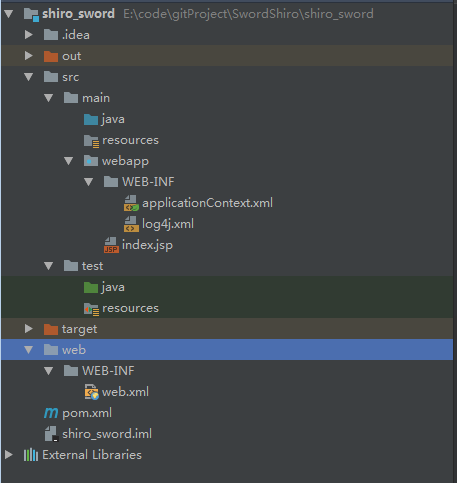 shiro_sword E:\code\gitProject\SwordShiro\shiro_sword
.idea
out
src
main
java
resources
webapp
WEB-INF
applicationContext.xml
log4j.xml
JSP index.jsp
test
java
resources
target
web
WEB-INF
web.xml
m pom.xml
shiro_sword.iml
External Libraries